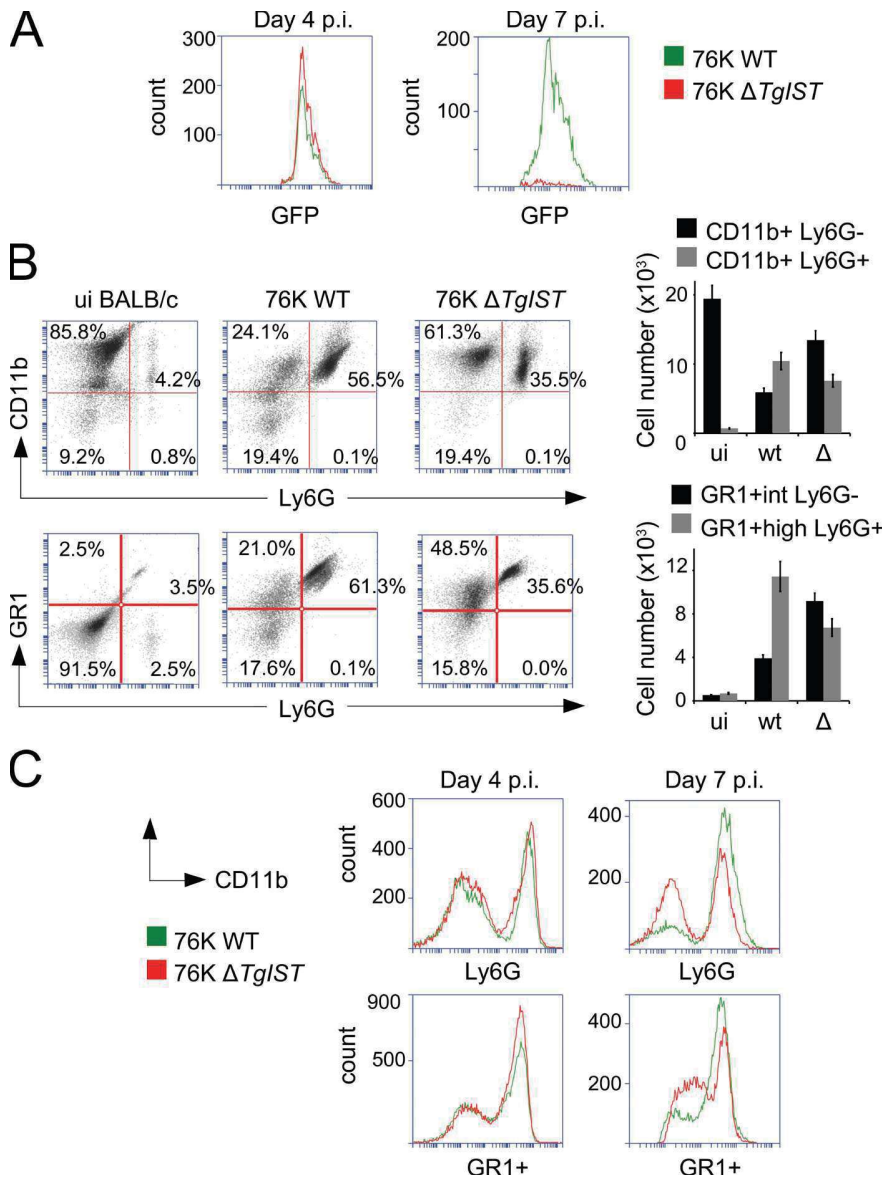 A
Day 4 p.i.
Day 7 p.i.
300
200
100
count
GFP
200
100
0
count
GFP
76K WT
76K ΔTgIST
B
ui BALB/c
76K WT
76K ΔTgIST
CD11b
85.8%
4.2%
9.2%
0.8%
24.1%
56.5%
19.4%
0.1%
61.3%
35.5%
19.4%
0.1%
Ly6G
CD11b+ Ly6G-
CD11b+ Ly6G+
Cell number (x10³)
20
10
0
ui
wt
Δ
GR1
2.5%
3.5%
91.5%
2.5%
21.0%
61.3%
17.6%
0.1%
48.5%
35.6%
15.8%
0.0%
Ly6G
GR1+int Ly6G-
GR1+high Ly6G+
Cell number (x10³)
12
8
4
0
ui
wt
Δ
C
Day 4 p.i.
Day 7 p.i.
CD11b
76K WT
76K ΔTgIST
600
400
200
count
Ly6G
400
200
Ly6G
900
500
count
GR1+
400
200
GR1+